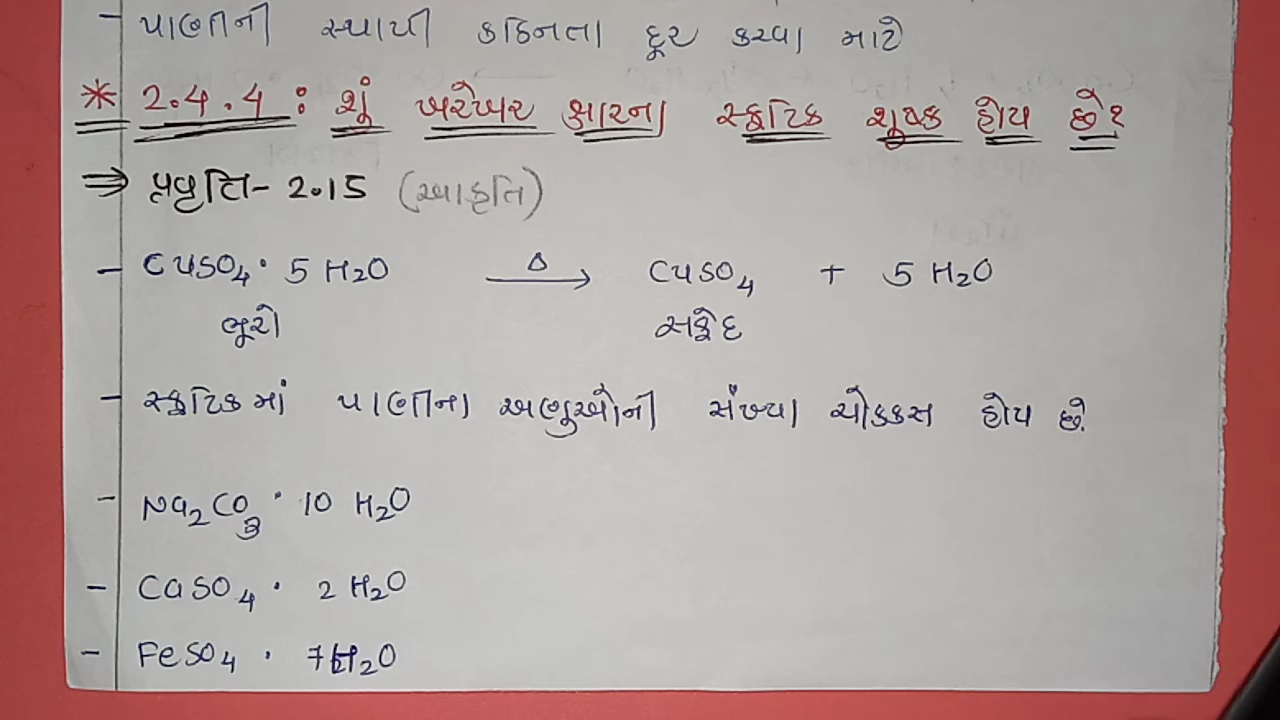 - પાણીની સ્થાયી કઠિનતા દૂર કરવા માટે
* 2.4.4 : શું ખરેખર ક્ષારના સ્ફટિક શુષ્ક હોય છે?
⇒ પ્રવૃત્તિ - 2.15 (આકૃતિ)
- CuSO₄ · 5 H₂O —Δ→ CuSO₄ + 5 H₂O
ભૂરો સફેદ
- સ્ફટિકમાં પાણીના અણુઓની સંખ્યા ચોક્કસ હોય છે.
- Na₂CO₃ · 10 H₂O
- CaSO₄ · 2 H₂O
- FeSO₄ · 7H₂O